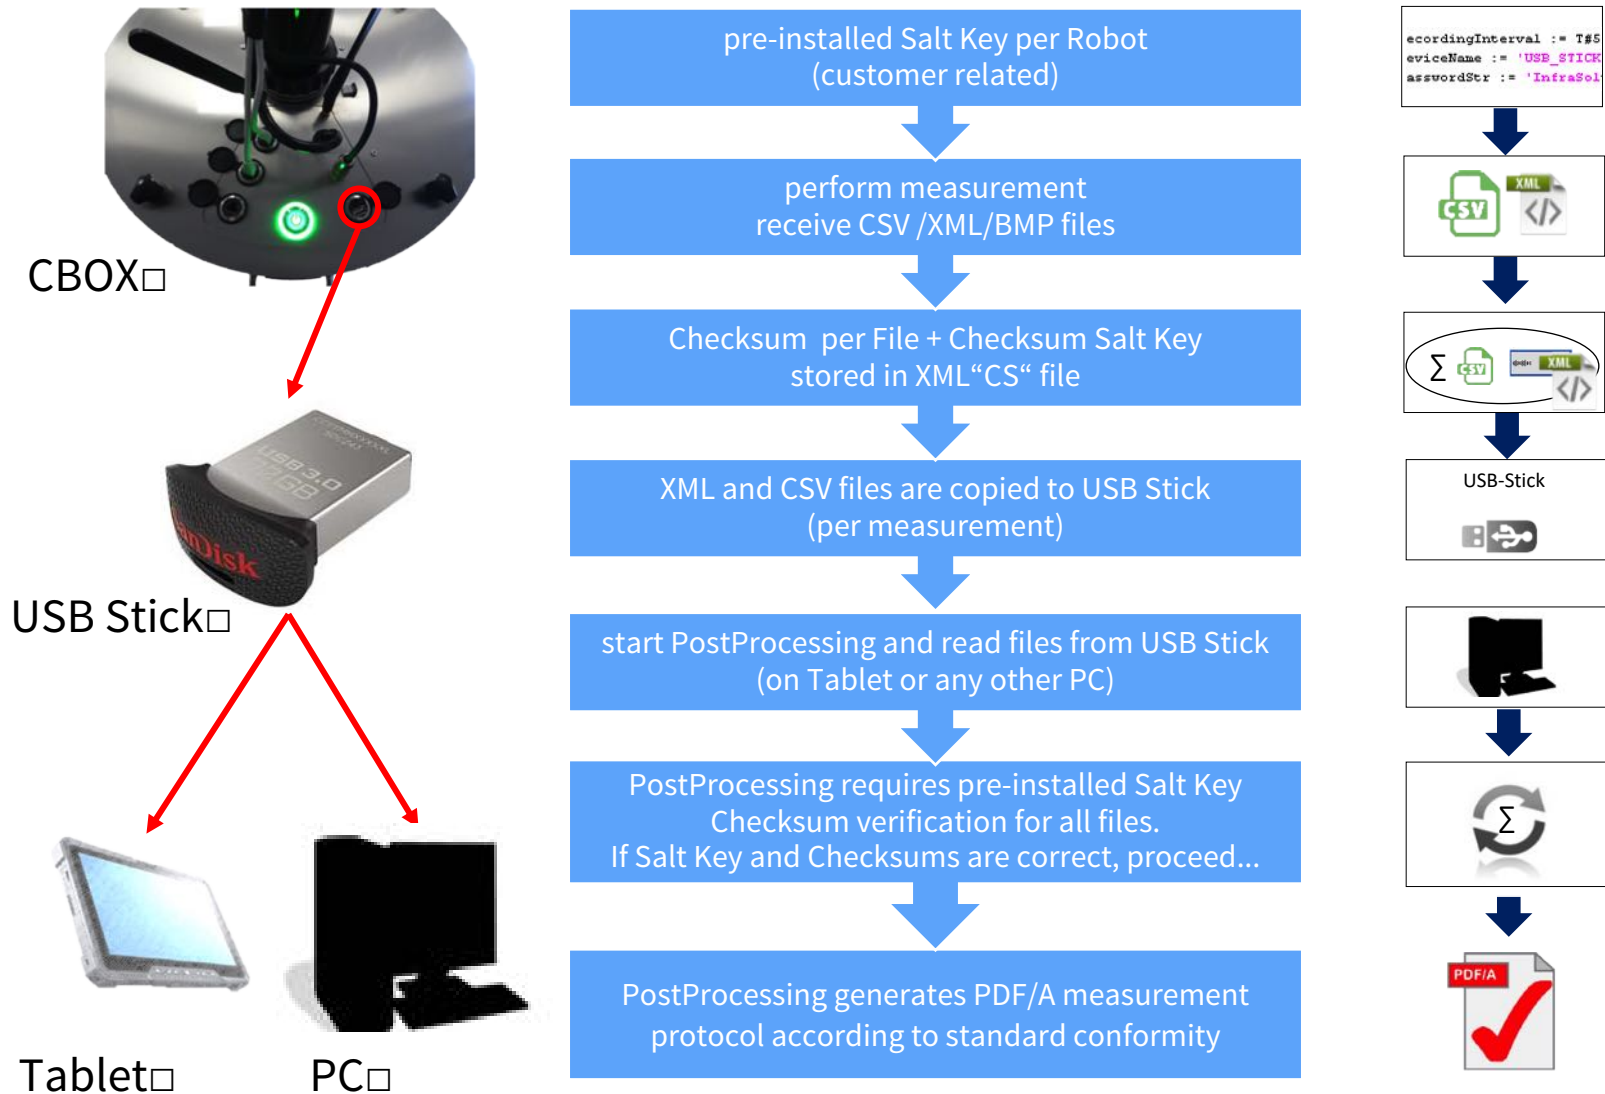 CBOX
USB3.0
32GB
SanDisk
USB Stick
Tablet
PC
pre-installed Salt Key per Robot
(customer related)
perform measurement
receive CSV /XML/BMP files
Checksum  per File + Checksum Salt Key
stored in XML“CS“ file
XML and CSV files are copied to USB Stick
(per measurement)
start PostProcessing and read files from USB Stick
(on Tablet or any other PC)
PostProcessing requires pre-installed Salt Key
Checksum verification for all files.
If Salt Key and Checksums are correct, proceed...
PostProcessing generates PDF/A measurement
protocol according to standard conformity
ecordingInterval := T#5
eviceName := 'USB_STICK
asswordStr := 'InfraSol
CSV XML
</>
∑ CSV XML
</>
USB-Stick
∑
PDF/A